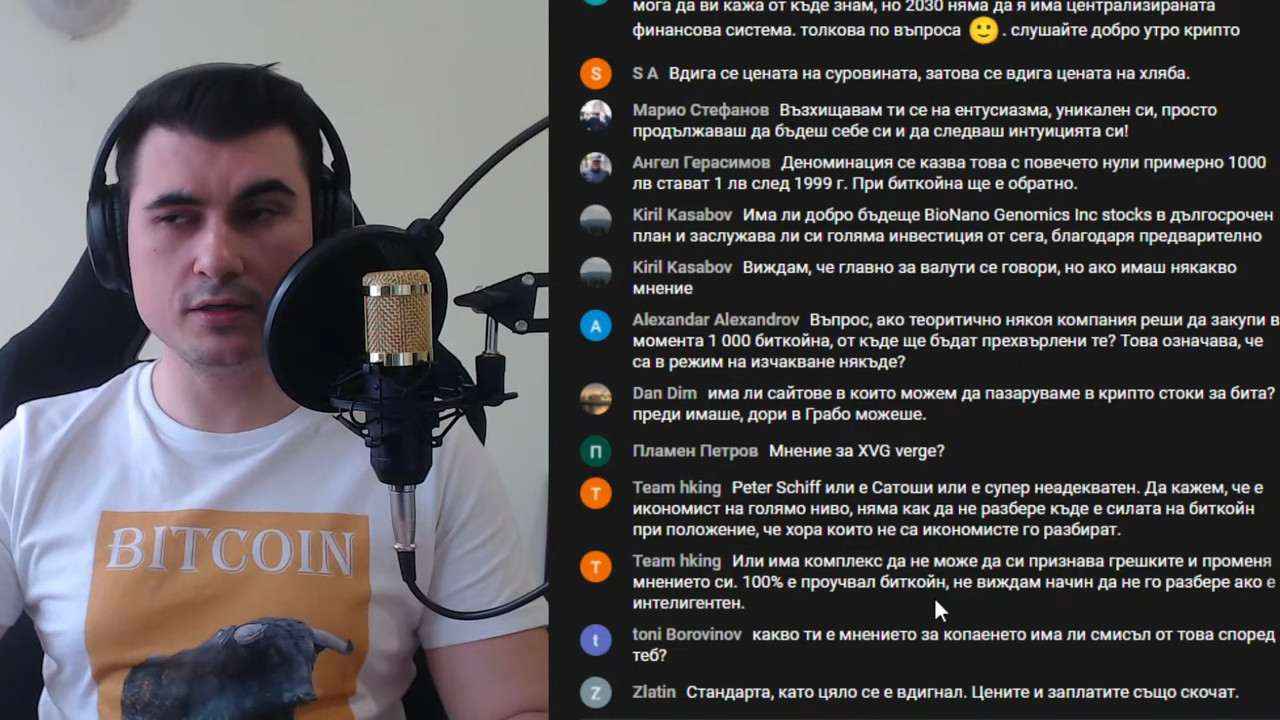 мога да ви кажа от къде знам, но 2030 няма да я има централизираната
финансова система. толкова по въпроса 🙂 . слушайте добро утро крипто
S
S A Вдига се цената на суровината, затова се вдига цената на хляба.
Марио Стефанов Възхищавам ти се на ентусиазма, уникален си, просто
продължаваш да бъдеш себе си и да следваш интуицията си!
Ангел Герасимов Деноминация се казва това с повечето нули примерно 1000
лв стават 1 лв след 1999 г. При биткойна ще е обратно.
Kiril Kasabov Има ли добро бъдеще BioNano Genomics Inc stocks в дългосрочен
план и заслужава ли си голяма инвестиция от сега, благодаря предварително
Kiril Kasabov Виждам, че главно за валути се говори, но ако имаш някакво
мнение
A
Alexandar Alexandrov Въпрос, ако теоритично някоя компания реши да закупи в
момента 1 000 биткойна, от къде ще бъдат прехвърлени те? Това означава, че
са в режим на изчакване някъде?
Dan Dim има ли сайтове в които можем да пазаруваме в крипто стоки за бита?
преди имаше, дори в Грабо можеше.
П
Пламен Петров Мнение за XVG verge?
T
Team hking Peter Schiff или е Сатоши или е супер неадекватен. Да кажем, че е
икономист на голямо ниво, няма как да не разбере къде е силата на биткойн
при положение, че хора които не са икономисте го разбират.
T
Team hking Или има комплекс да не може да си признава грешките и променя
мнението си. 100% е проучвал биткойн, не виждам начин да не го разбере ако е
интелигентен.
t
toni Borovinov какво ти е мнението за копаенето има ли смисъл от това според
теб?
Z
Zlatin Стандарта, като цяло се е вдигнал. Цените и заплатите също скочат.
BITCOIN